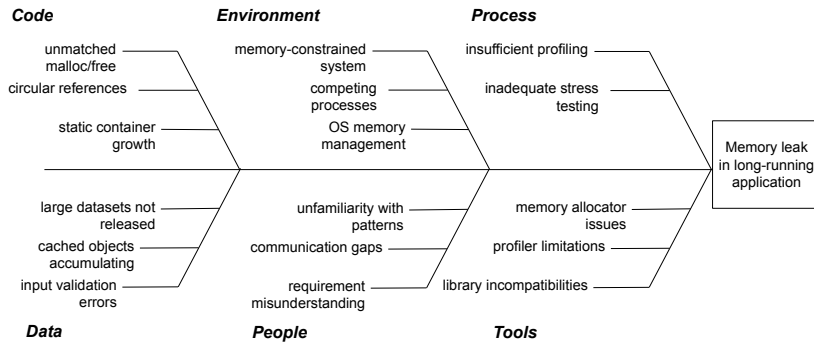 Code
Environment
Process
unmatched
malloc/free
circular references
static container
growth
memory-constrained
system
competing
processes
OS memory
management
insufficient profiling
inadequate stress
testing
Memory leak
in long-running
application
large datasets not
released
cached objects
accumulating
input validation
errors
unfamiliarity with
patterns
communication gaps
requirement
misunderstanding
memory allocator
issues
profiler limitations
library incompatibilities
Data
People
Tools